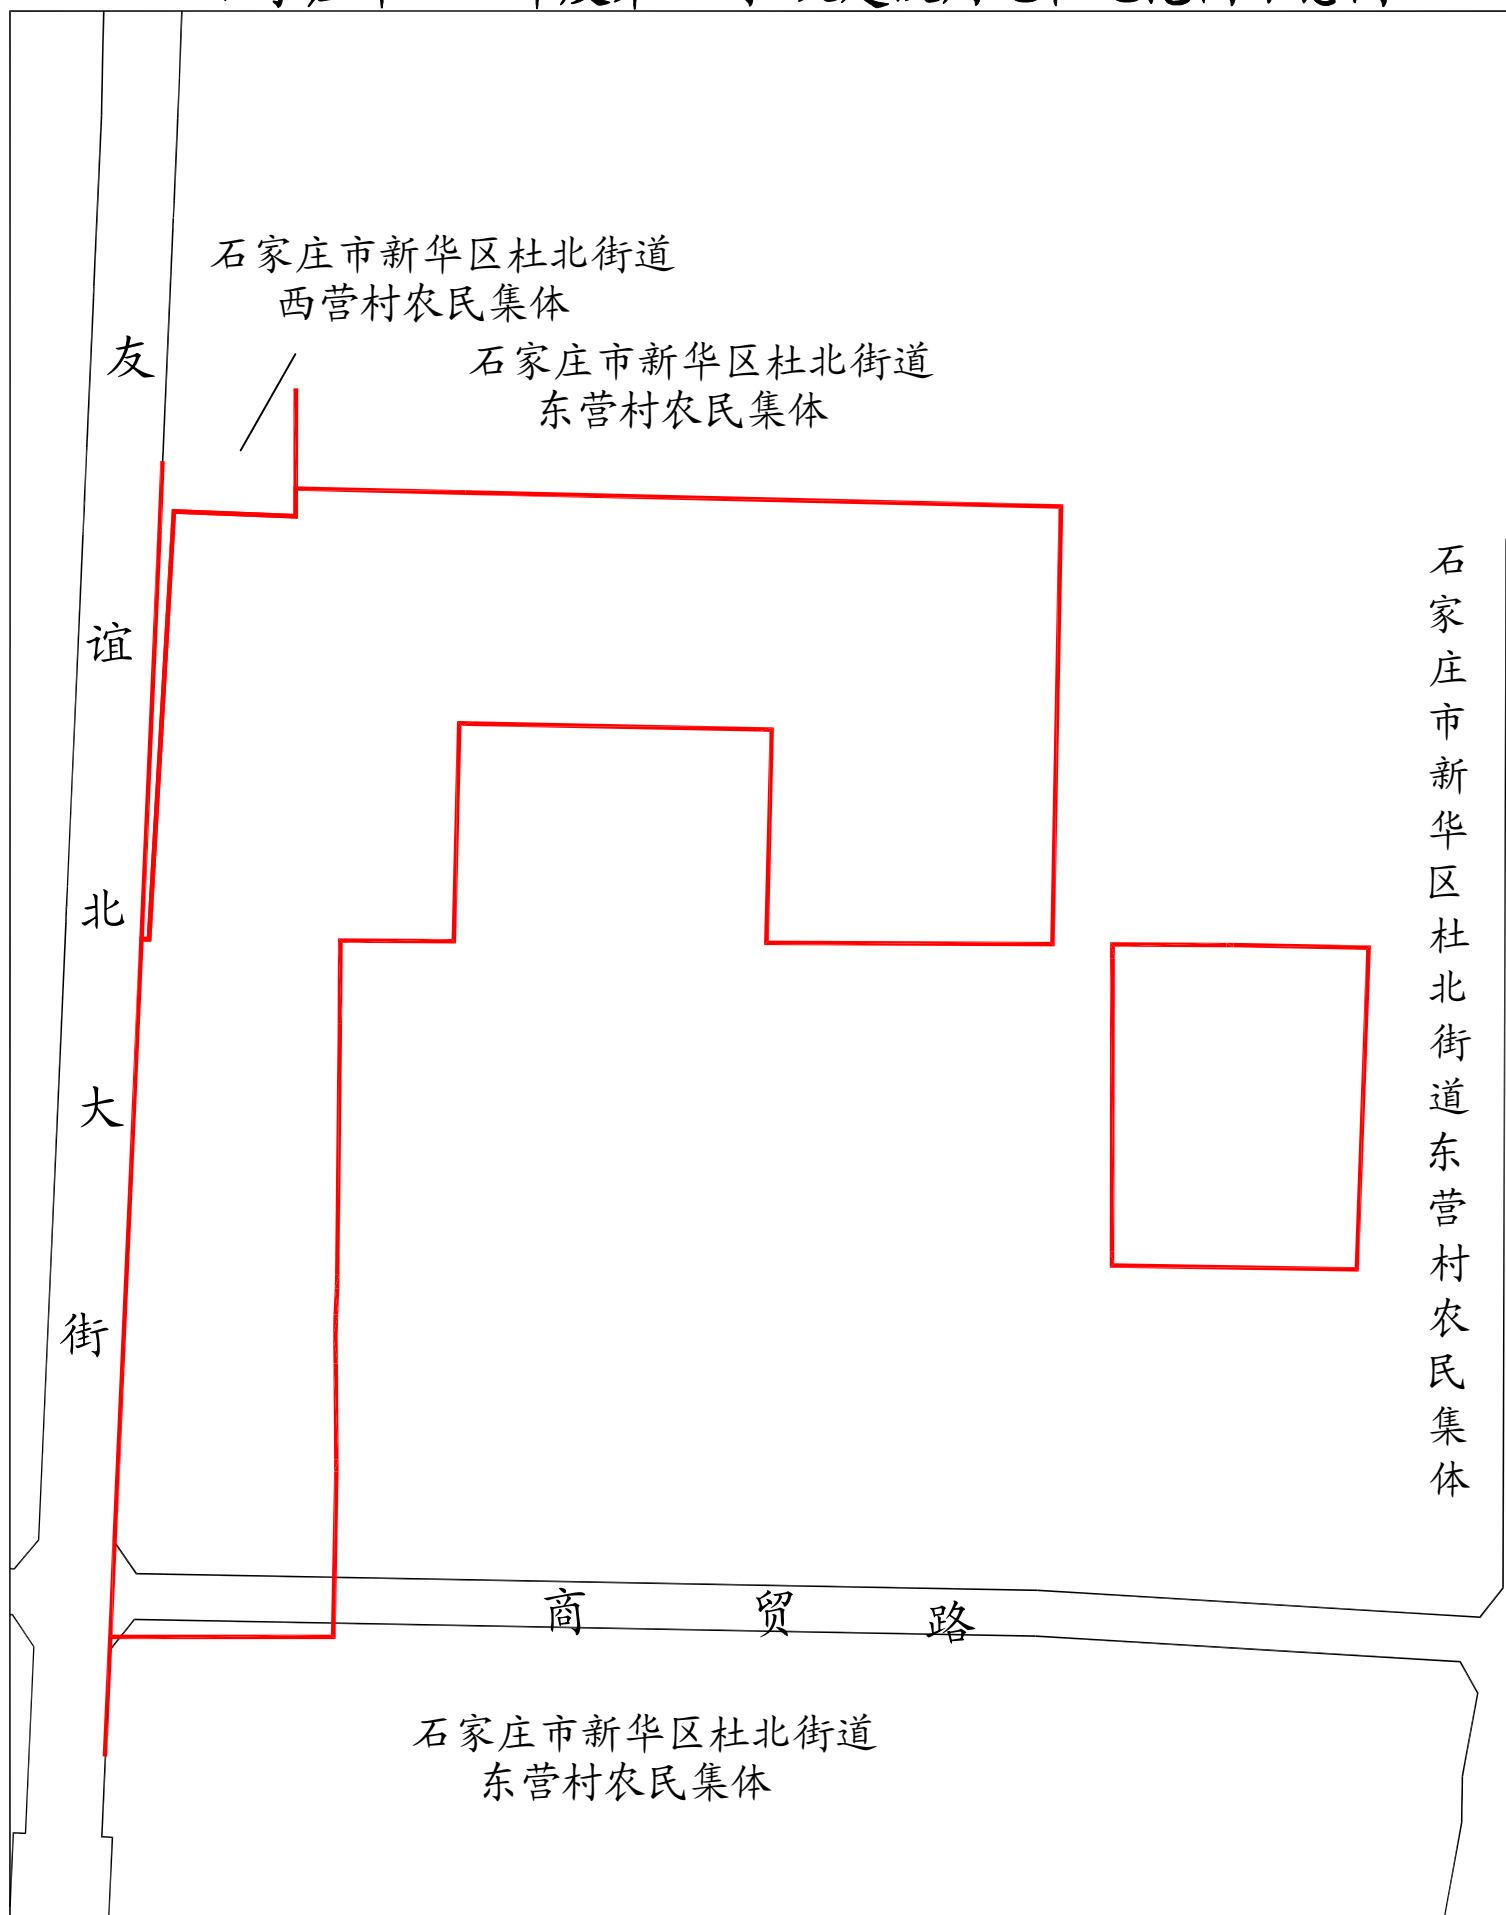 石家庄市新华区杜北街道
西营村农民集体
石家庄市新华区杜北街道
东营村农民集体
友谊北大街
石家庄市新华区杜北街道东营村农民集体
商贸路
石家庄市新华区杜北街道
东营村农民集体